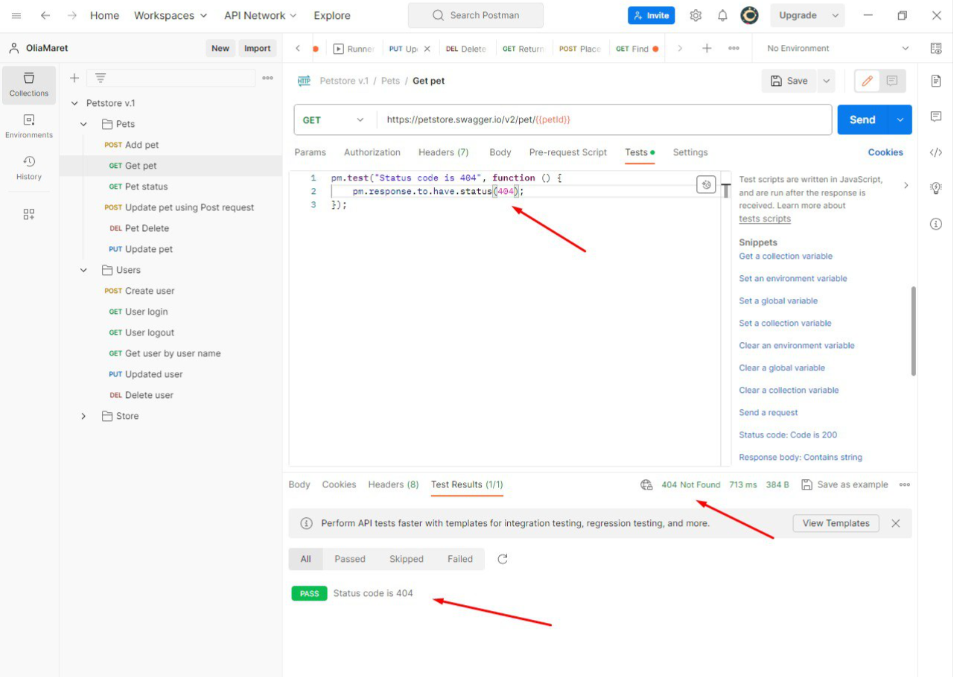 Home Workspaces API Network Explore Search Postman Invite Upgrade
OliaMaret New Import Runner PUT Up DEL Delete GET Return POST Place GET Find No Environment
Collections
Environments
History
Petstore v.1
Pets
POST Add pet
GET Get pet
GET Pet status
POST Update pet using Post request
DEL Pet Delete
PUT Update pet
Users
POST Create user
GET User login
GET User logout
GET Get user by user name
PUT Updated user
DEL Delete user
Store
Petstore v.1 / Pets / Get pet Save
GET https://petstore.swagger.io/v2/pet/{{petId}} Send
Params Authorization Headers (7) Body Pre-request Script Tests Settings Cookies
1 pm.test("Status code is 404", function () {
2 pm.response.to.have.status(404);
3 });
Test scripts are written in JavaScript,
and are run after the response is
received. Learn more about
tests scripts
Snippets
Get a collection variable
Set an environment variable
Set a global variable
Set a collection variable
Clear an environment variable
Clear a global variable
Clear a collection variable
Send a request
Status code: Code is 200
Response body: Contains string
Body Cookies Headers (8) Test Results (1/1) 404 Not Found 713 ms 384 B Save as example
Perform API tests faster with templates for integration testing, regression testing, and more. View Templates
All Passed Skipped Failed
PASS Status code is 404